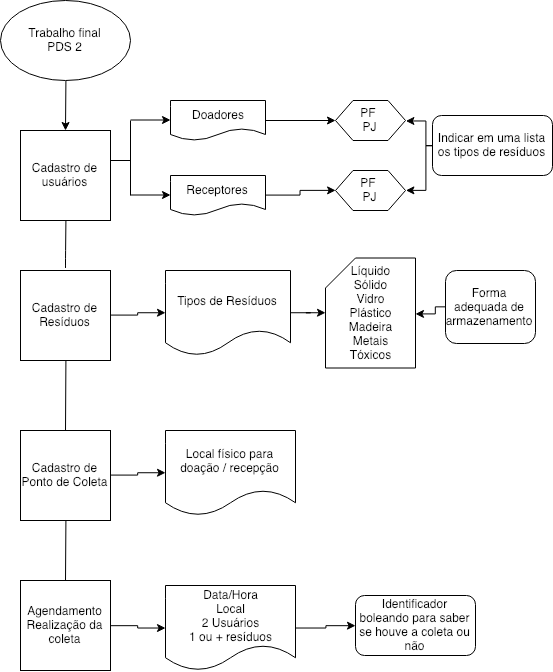 Trabalho final
PDS 2
Cadastro de
usuários
Doadores
PF
PJ
Receptores
PF
PJ
Indicar em uma lista
os tipos de resíduos
Cadastro de
Resíduos
Tipos de Resíduos
Líquido
Sólido
Vidro
Plástico
Madeira
Metais
Tóxicos
Forma
adequada de
armazenamento
Cadastro de
Ponto de Coleta
Local físico para
doação / recepção
Agendamento
Realização da
coleta
Data/Hora
Local
2 Usuários
1 ou + resíduos
Identificador
boleando para saber
se houve a coleta ou
não